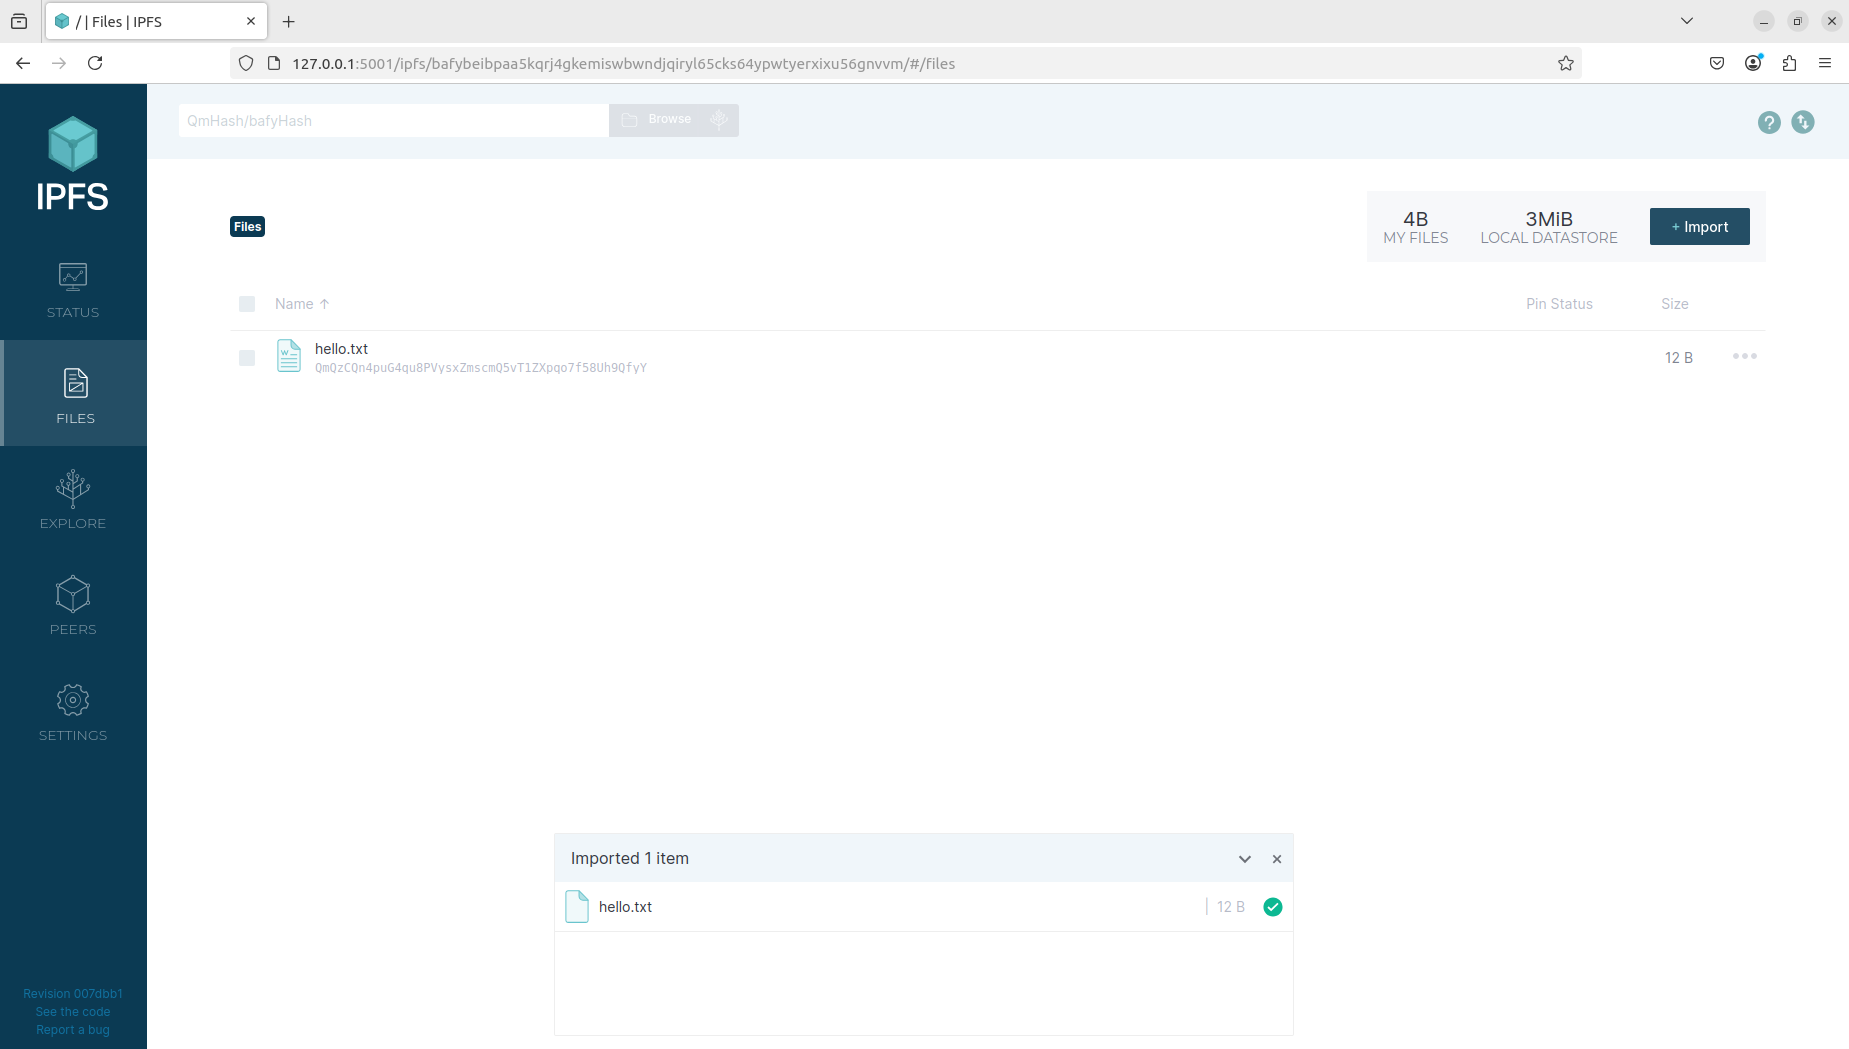 / | Files | IPFS
127.0.0.1:5001/ipfs/bafybeibpaa5kqrj4gkemiswbwndjqiryl65cks64ypwtyerxixu56gnvvm/#/files
IPFS
QmHash/bafyHash
Browse
Files
4B
MY FILES
3MiB
LOCAL DATASTORE
+ Import
STATUS
FILES
EXPLORE
PEERS
SETTINGS
Name ↑
Pin Status
Size
hello.txt
QmQzCQn4puG4qu8PVysxZmscmQ5vT1ZXpqo7f58Uh9QfyY
12 B
Imported 1 item
hello.txt
12 B
Revision 007dbb1
See the code
Report a bug